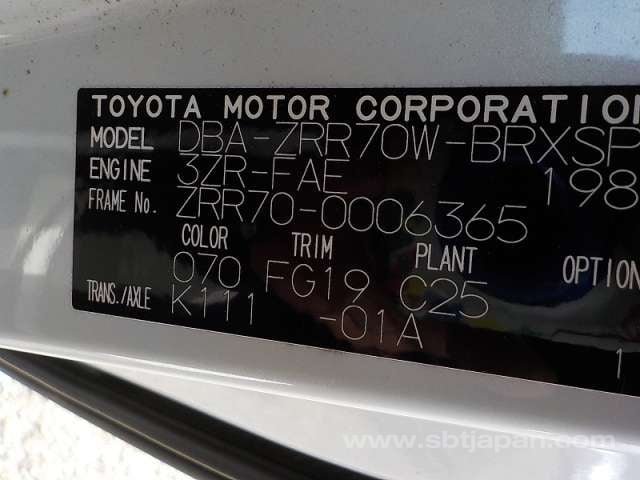 TOYOTA MOTOR CORPORATION
MODEL DBA-ZRR70W-BRXSP
ENGINE 3ZR-FAE 198
FRAME No. ZRR70-0006365
COLOR TRIM PLANT OPTION
070 FG19 C25
TRANS./AXLE K111 -01A 1
www.sbtjapan.com